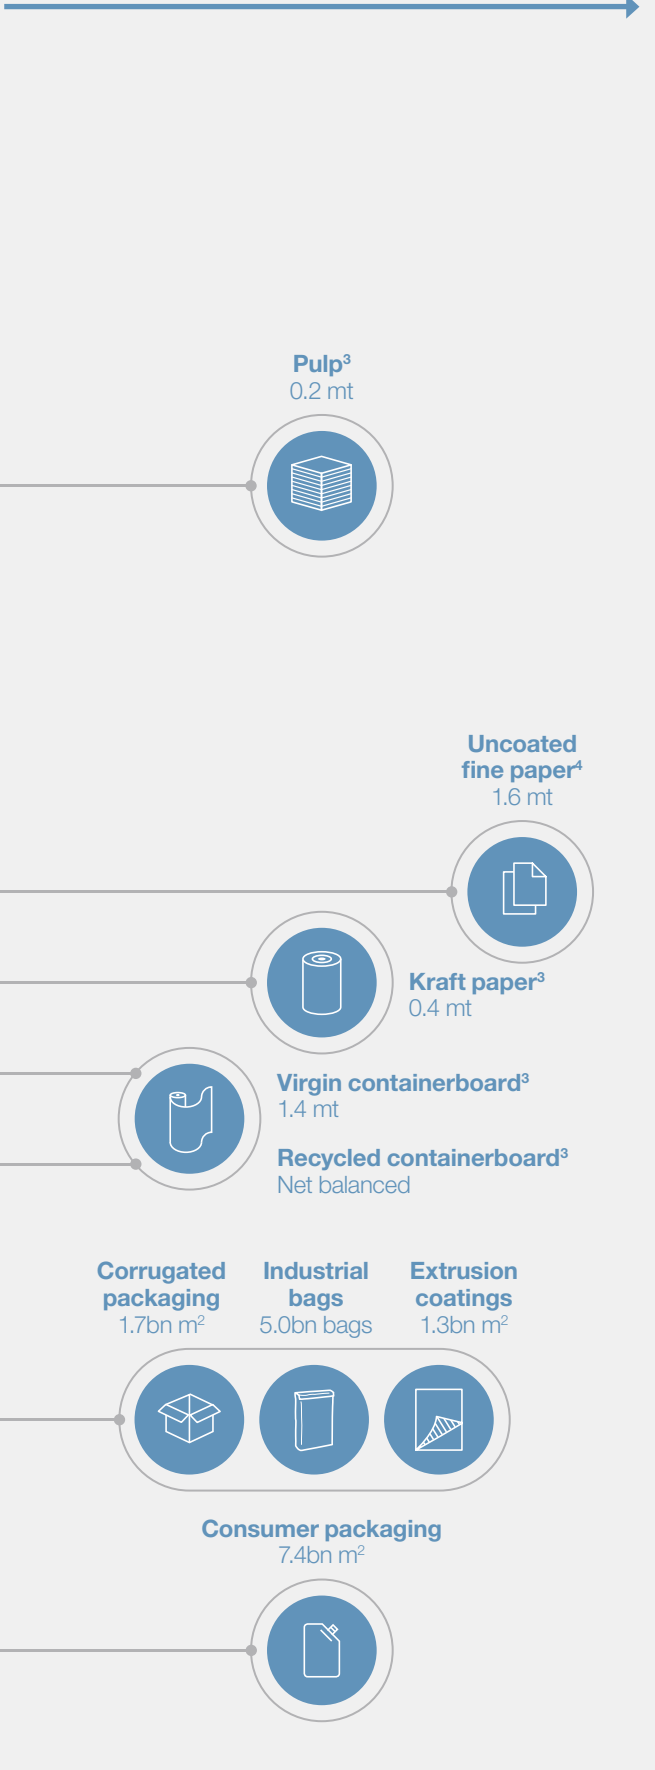 Pulp³
0.2 mt
Uncoated
fine paper⁴
1.6 mt
Kraft paper³
0.4 mt
Virgin containerboard³
1.4 mt
Recycled containerboard³
Net balanced
Corrugated
packaging
1.7bn m²
Industrial
bags
5.0bn bags
Extrusion
coatings
1.3bn m²
Consumer packaging
7.4bn m²